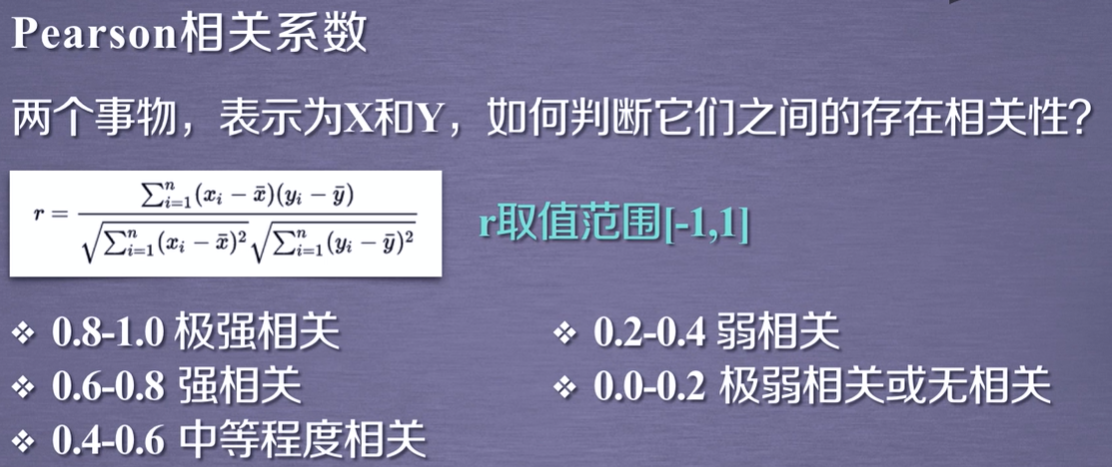 Pearson相关系数
两个事物，表示为X和Y，如何判断它们之间的存在相关性？
r = \frac{\sum_{i=1}^{n}(x_i - \bar{x})(y_i - \bar{y})}{\sqrt{\sum_{i=1}^{n}(x_i - \bar{x})^2}\sqrt{\sum_{i=1}^{n}(y_i - \bar{y})^2}}
r取值范围[-1,1]
❖ 0.8-1.0 极强相关
❖ 0.6-0.8 强相关
❖ 0.4-0.6 中等程度相关
❖ 0.2-0.4 弱相关
❖ 0.0-0.2 极弱相关或无相关